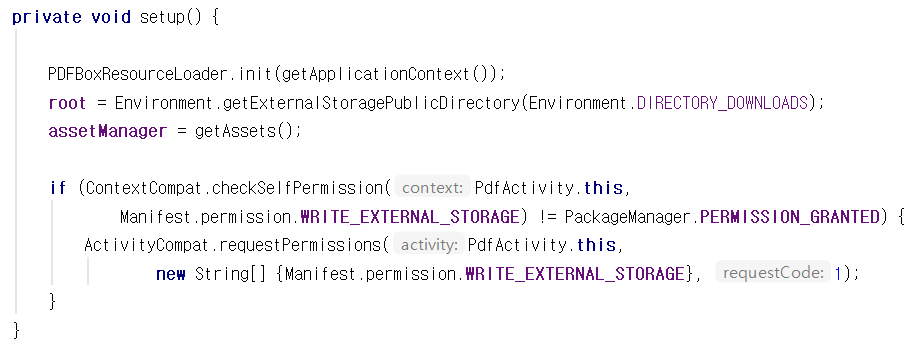 private void setup() {
PDFBoxResourceLoader.init(getApplicationContext());
root = Environment.getExternalStoragePublicDirectory(Environment.DIRECTORY_DOWNLOADS);
assetManager = getAssets();
if (ContextCompat.checkSelfPermission( context: PdfActivity.this,
Manifest.permission.WRITE_EXTERNAL_STORAGE) != PackageManager.PERMISSION_GRANTED) {
ActivityCompat.requestPermissions( activity: PdfActivity.this,
new String[] {Manifest.permission.WRITE_EXTERNAL_STORAGE}, requestCode: 1);
}
}